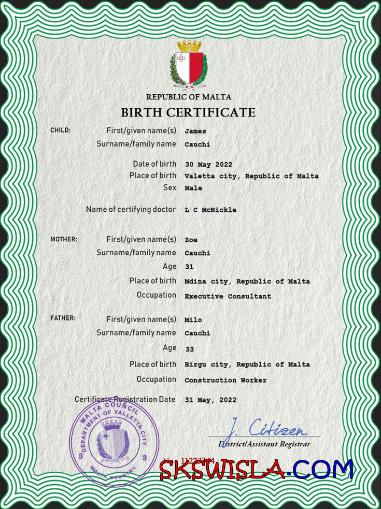 REPUBLIC OF MALTA
BIRTH CERTIFICATE
CHILD: First/given name(s) James
Surname/family name Cauchi
Date of birth 30 May 2022
Place of birth Valetta city, Republic of Malta
Sex Male
Name of certifying doctor L C McNickle
MOTHER: First/given name(s) Zoe
Surname/family name Cauchi
Age 31
Place of birth Mdina city, Republic of Malta
Occupation Executive Consultant
FATHER: First/given name(s) Milo
Surname/family name Cauchi
Age 33
Place of birth Birgu city, Republic of Malta
Occupation Construction Worker
Certificate Registration Date 31 May, 2022
MALTA COUNCIL
DEPARTMENT OF VALLETTA CITY
3 3
J. Citizen
District/Assistant Registrar
SKSWISLA.COM